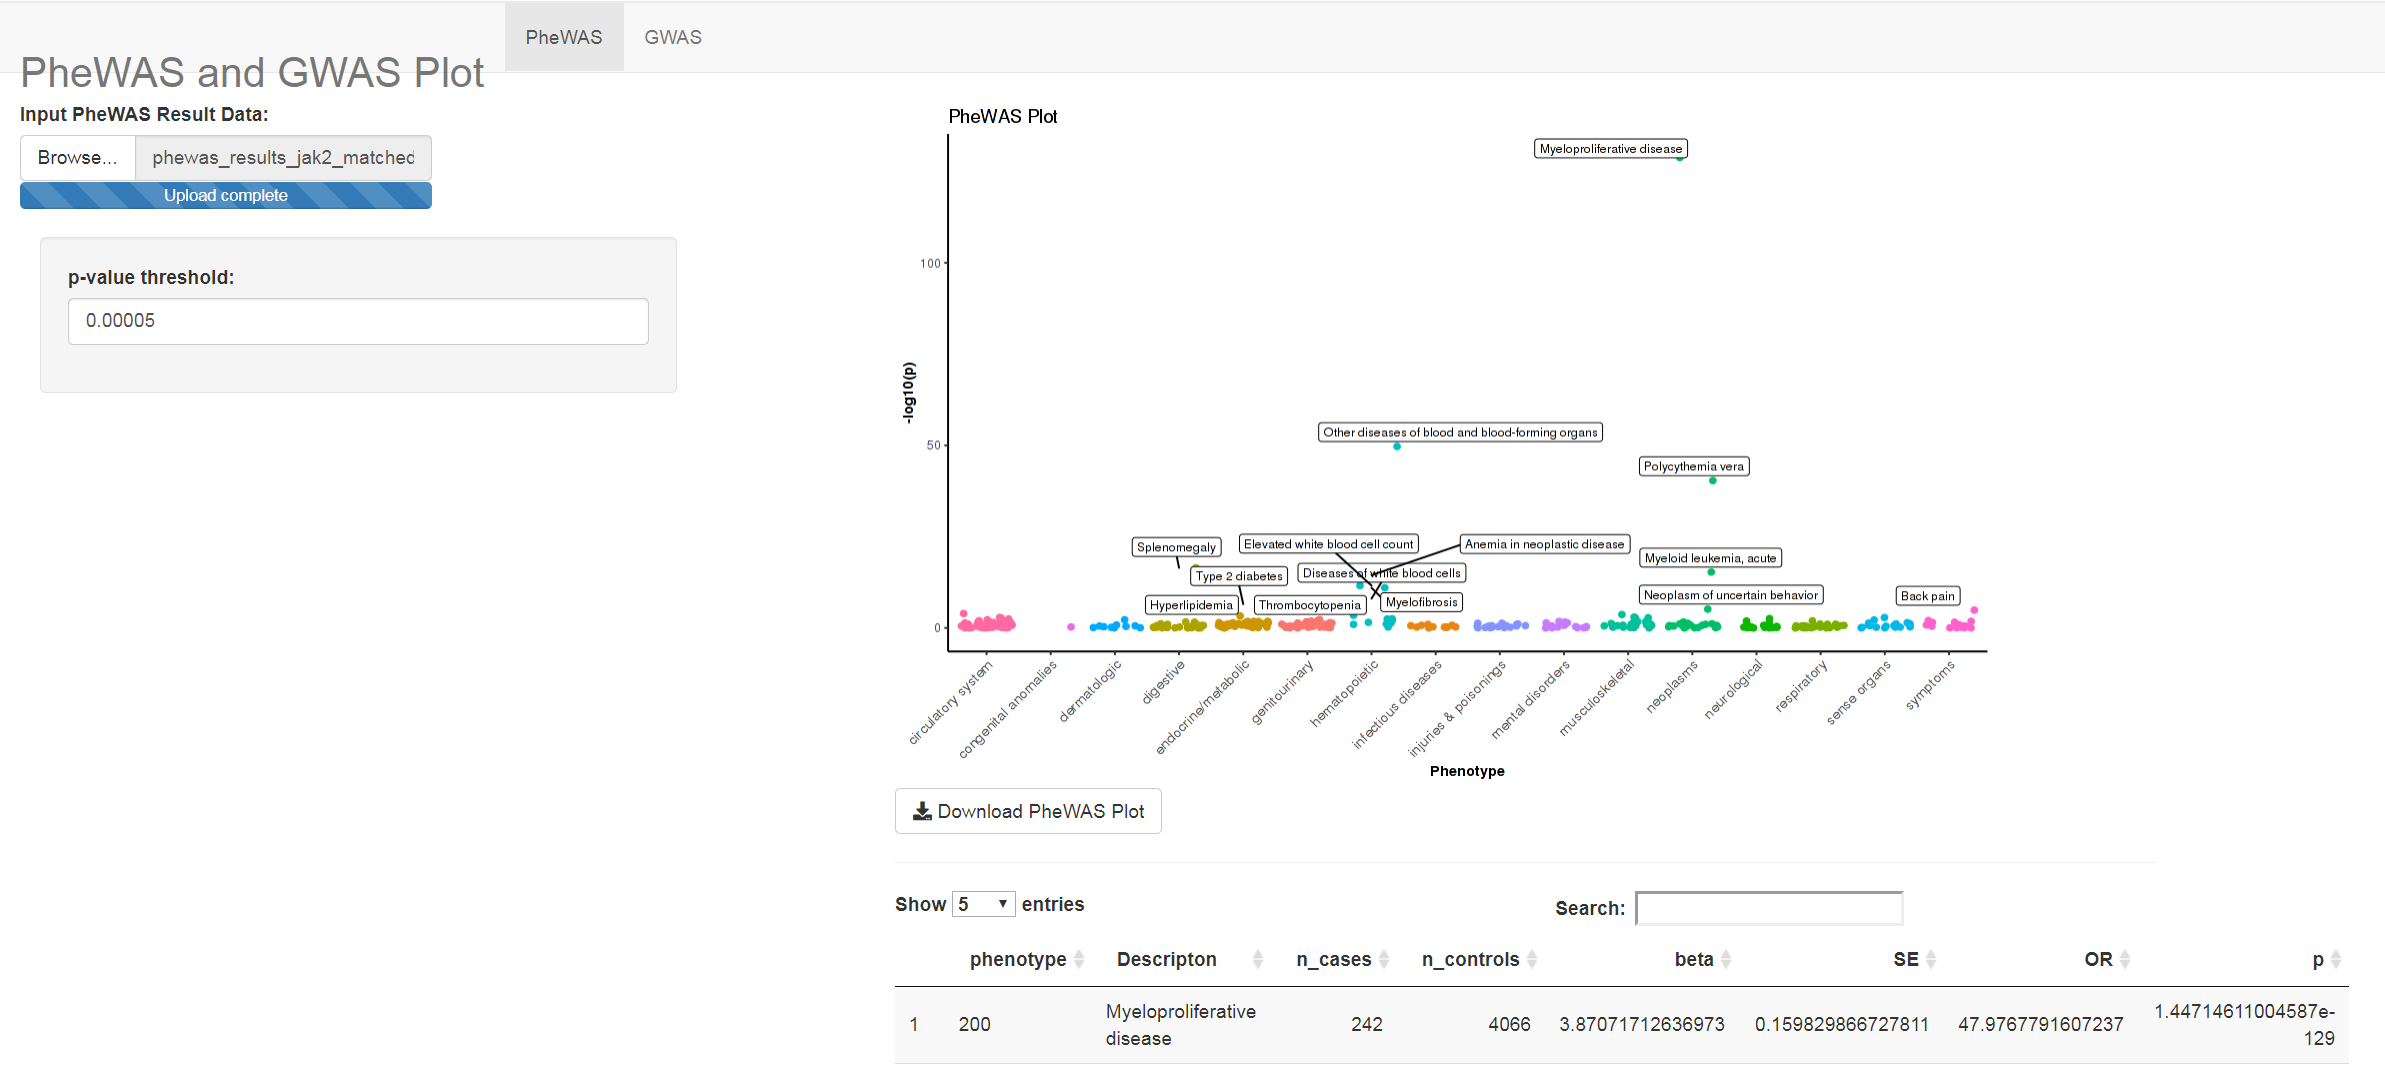 PheWAS
GWAS
PheWAS and GWAS Plot
Input PheWAS Result Data:
Browse...
phewas_results_jak2_matched
Upload complete
p-value threshold:
0.00005
PheWAS Plot
-log10(p)
100
50
0
Myeloproliferative disease
Other diseases of blood and blood-forming organs
Polycythemia vera
Splenomegaly
Elevated white blood cell count
Anemia in neoplastic disease
Myeloid leukemia, acute
Type 2 diabetes
Diseases of white blood cells
Hyperlipidemia
Thrombocytopenia
Myelofibrosis
Neoplasm of uncertain behavior
Back pain
circulatory system
congenital anomalies
dermatologic
digestive
endocrine/metabolic
genitourinary
hematopoietic
infectious diseases
injuries & poisonings
mental disorders
musculoskeletal
neoplasms
neurological
respiratory
sense organs
symptoms
Phenotype
Download PheWAS Plot
Show 5 entries
Search:
phenotype Descripton n_cases n_controls beta SE OR p
1 200 Myeloproliferative disease 242 4066 3.87071712636973 0.159829866727811 47.9767791607237 1.44714611004587e-129